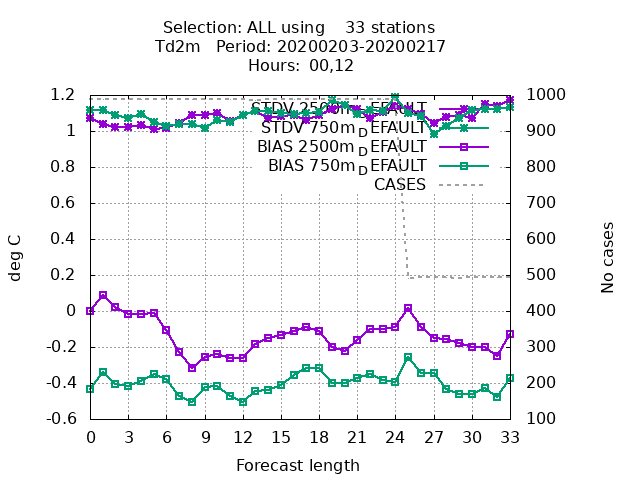 Selection: ALL using    33 stations
Td2m   Period: 20200203-20200217
Hours:  00,12
1.2
1
0.8
0.6
0.4
0.2
0
-0.2
-0.4
-0.6
deg C
STDV 2500m_DEFAULT
STDV 750m_DEFAULT
BIAS 2500m_DEFAULT
BIAS 750m_DEFAULT
CASES
1000
900
800
700
600
500
400
300
200
100
No cases
0 3 6 9 12 15 18 21 24 27 30 33
Forecast length